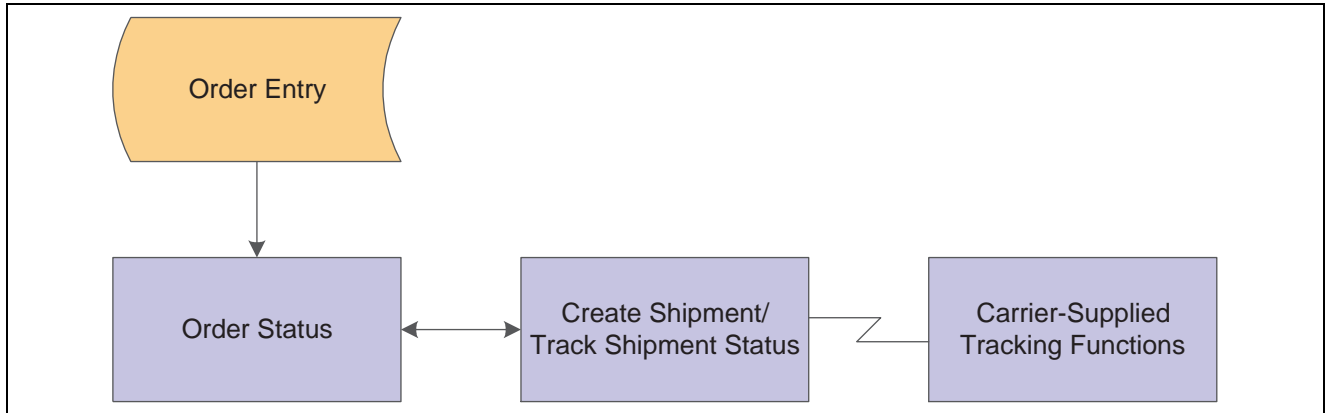 Order Entry
Order Status
Create Shipment/
Track Shipment Status
Carrier-Supplied
Tracking Functions